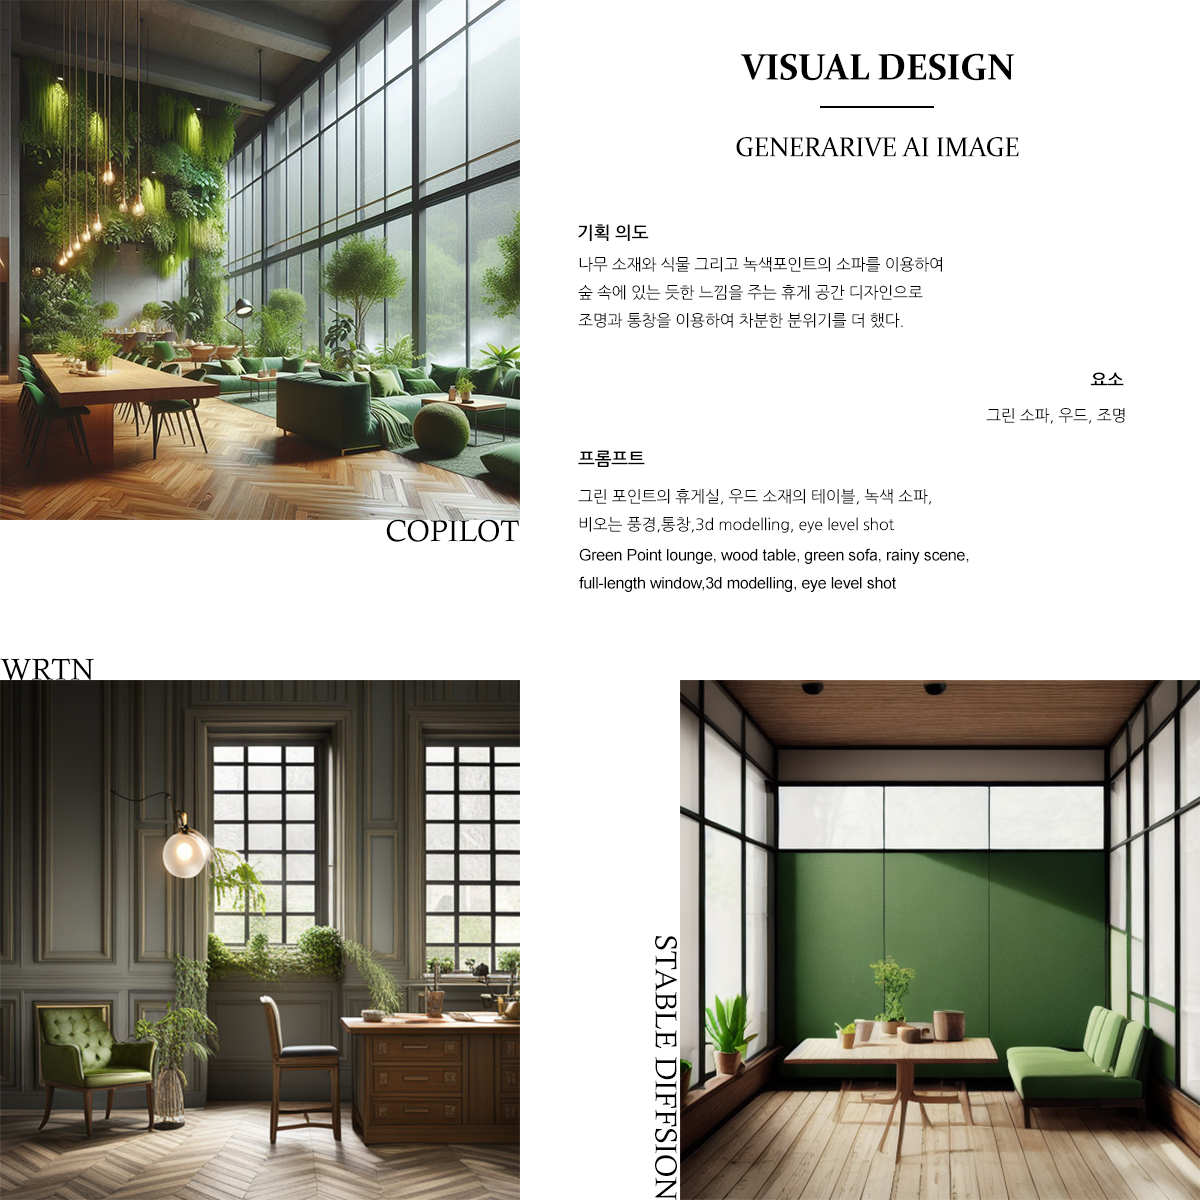 VISUAL DESIGN
GENERARIVE AI IMAGE
기획 의도
나무 소재와 식물 그리고 녹색포인트의 소파를 이용하여
숲 속에 있는 듯한 느낌을 주는 휴게 공간 디자인으로
조명과 통창을 이용하여 차분한 분위기를 더 했다.
요소
그린 소파, 우드, 조명
프롬프트
그린 포인트의 휴게실, 우드 소재의 테이블, 녹색 소파,
비오는 풍경,통창,3d modelling, eye level shot
Green Point lounge, wood table, green sofa, rainy scene,
full-length window,3d modelling, eye level shot
COPILOT
WRTN
STABLE DIFFSION